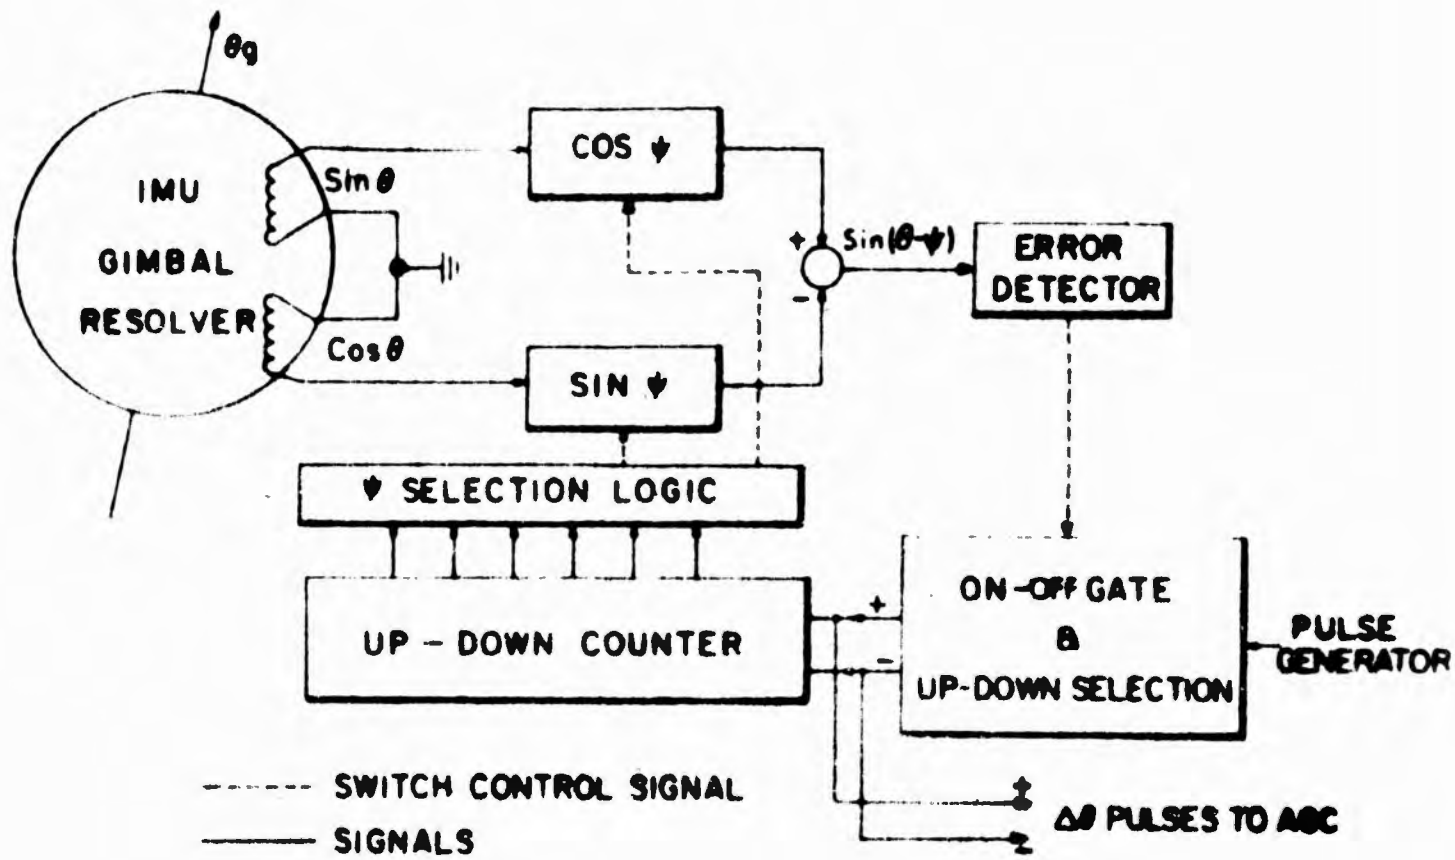 θg
IMU
GIMBAL
RESOLVER
Sin θ
Cos θ
COS ψ
SIN ψ
+
-
Sin(θ-ψ)
ERROR
DETECTOR
ψ SELECTION LOGIC
UP - DOWN COUNTER
+
-
ON-OFF GATE
&
UP-DOWN SELECTION
PULSE
GENERATOR
+
-
Δθ PULSES TO AGC
SWITCH CONTROL SIGNAL
SIGNALS